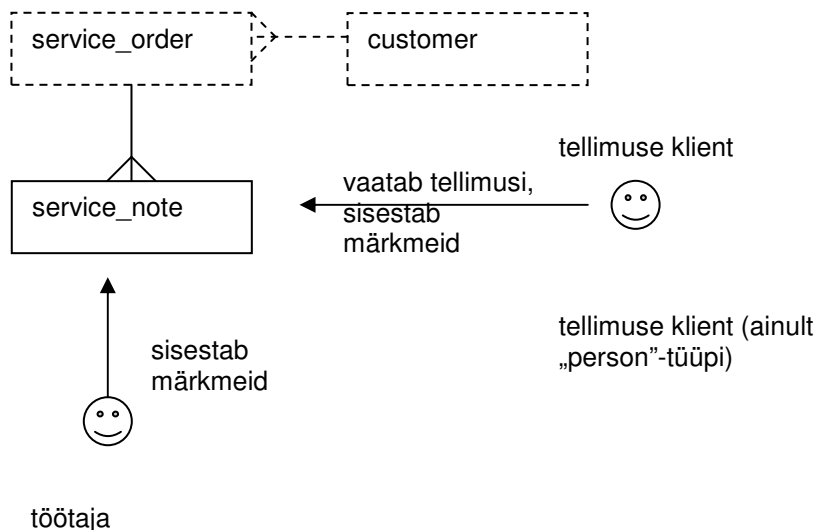 service_order
customer
tellimuse klient
vaatab tellimusi,
sisestab
märkmeid
service_note
tellimuse klient (ainult
„person”-tüüpi)
sisestab
märkmeid
töötaja